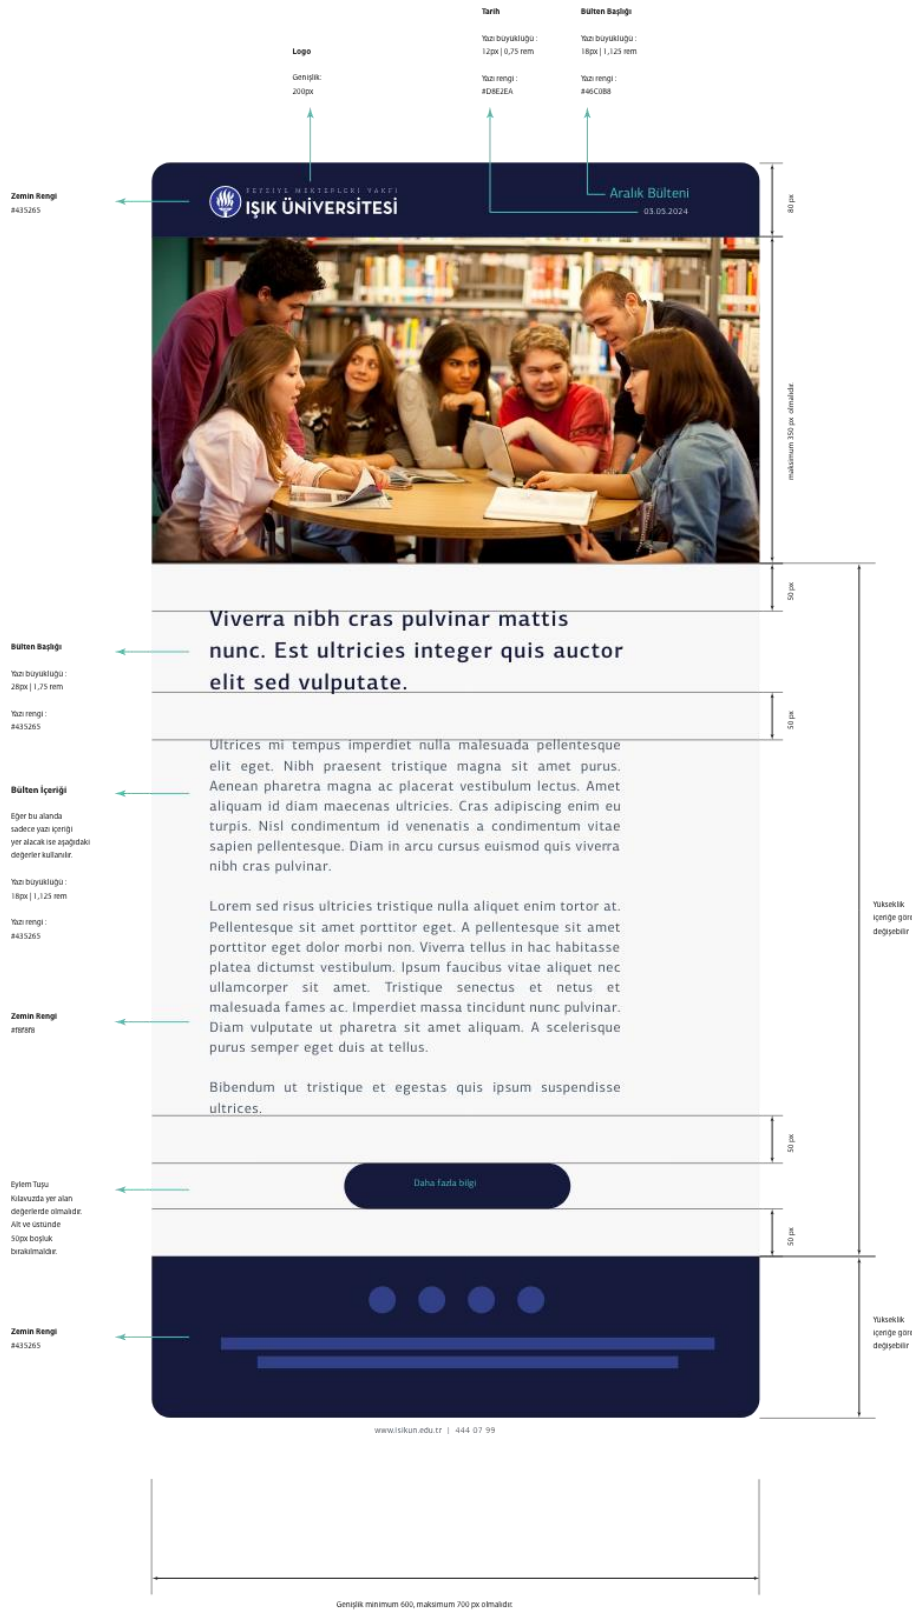 Tarih
Yazı büyüklüğü :
12px | 0,75 rem
Yazı rengi :
#D8E2EA
Bülten Başlığı
Yazı büyüklüğü :
18px | 1,125 rem
Yazı rengi :
#46C0B8
Logo
Genişlik:
200px
Zemin Rengi
#435265
FEYZİYE MEKTEPLERİ VAKFI
IŞIK ÜNİVERSİTESİ
Aralık Bülteni
03.05.2024
80 px
maksimum 350 px olmalıdır.
50 px
Viverra nibh cras pulvinar mattis
nunc. Est ultricies integer quis auctor
elit sed vulputate.
Bülten Başlığı
Yazı büyüklüğü :
28px | 1,75 rem
Yazı rengi :
#435265
50 px
Ultrices mi tempus imperdiet nulla malesuada pellentesque
elit eget. Nibh praesent tristique magna sit amet purus.
Aenean pharetra magna ac placerat vestibulum lectus. Amet
aliquam id diam maecenas ultricies. Cras adipiscing enim eu
turpis. Nisl condimentum id venenatis a condimentum vitae
sapien pellentesque. Diam in arcu cursus euismod quis viverra
nibh cras pulvinar.
Bülten İçeriği
Eğer bu alanda
sadece yazı içeriği
yer alacak ise aşağıdaki
değerler kullanılır.
Yazı büyüklüğü :
18px | 1,125 rem
Yazı rengi :
#435265
Lorem sed risus ultricies tristique nulla aliquet enim tortor at.
Pellentesque sit amet porttitor eget. A pellentesque sit amet
porttitor eget dolor morbi non. Viverra tellus in hac habitasse
platea dictumst vestibulum. Ipsum faucibus vitae aliquet nec
ullamcorper sit amet. Tristique senectus et netus et
malesuada fames ac. Imperdiet massa tincidunt nunc pulvinar.
Diam vulputate ut pharetra sit amet aliquam. A scelerisque
purus semper eget duis at tellus.
Yükseklik
içeriğe göre
değişebilir
Zemin Rengi
#f8f8f8
Bibendum ut tristique et egestas quis ipsum suspendisse
ultrices.
50 px
Eylem Tuşu
Kılavuzda yer alan
değerlerde olmalıdır.
Alt ve üstünde
50px boşluk
bırakılmaldıır.
Daha fazla bilgi
50 px
Zemin Rengi
#435265
Yükseklik
içeriğe göre
değişebilir
www.isikun.edu.tr | 444 07 99
Genişlik minimum 600, maksimum 700 px olmalıdır.